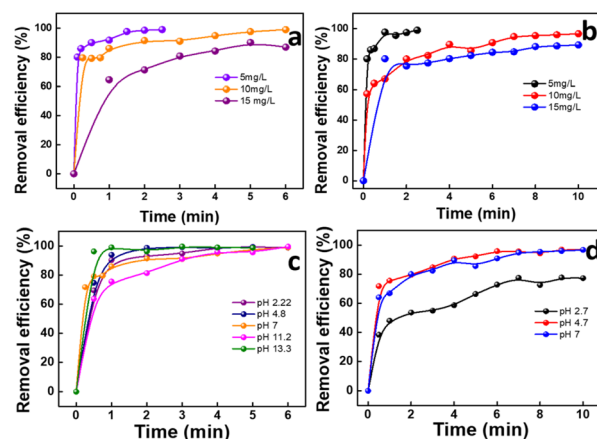 a
5mg/L
10mg/L
15 mg/L
Removal efficiency (%)
100
80
60
40
20
0
0 1 2 3 4 5 6
Time (min)
b
5mg/L
10mg/L
15mg/L
Removal efficiency (%)
100
80
60
40
20
0
0 2 4 6 8 10
Time (min)
c
pH 2.22
pH 4.8
pH 7
pH 11.2
pH 13.3
Removal efficiency (%)
100
80
60
40
20
0
0 1 2 3 4 5 6
Time (min)
d
pH 2.7
pH 4.7
pH 7
Removal efficiency (%)
100
80
60
40
20
0
0 2 4 6 8 10
Time (min)